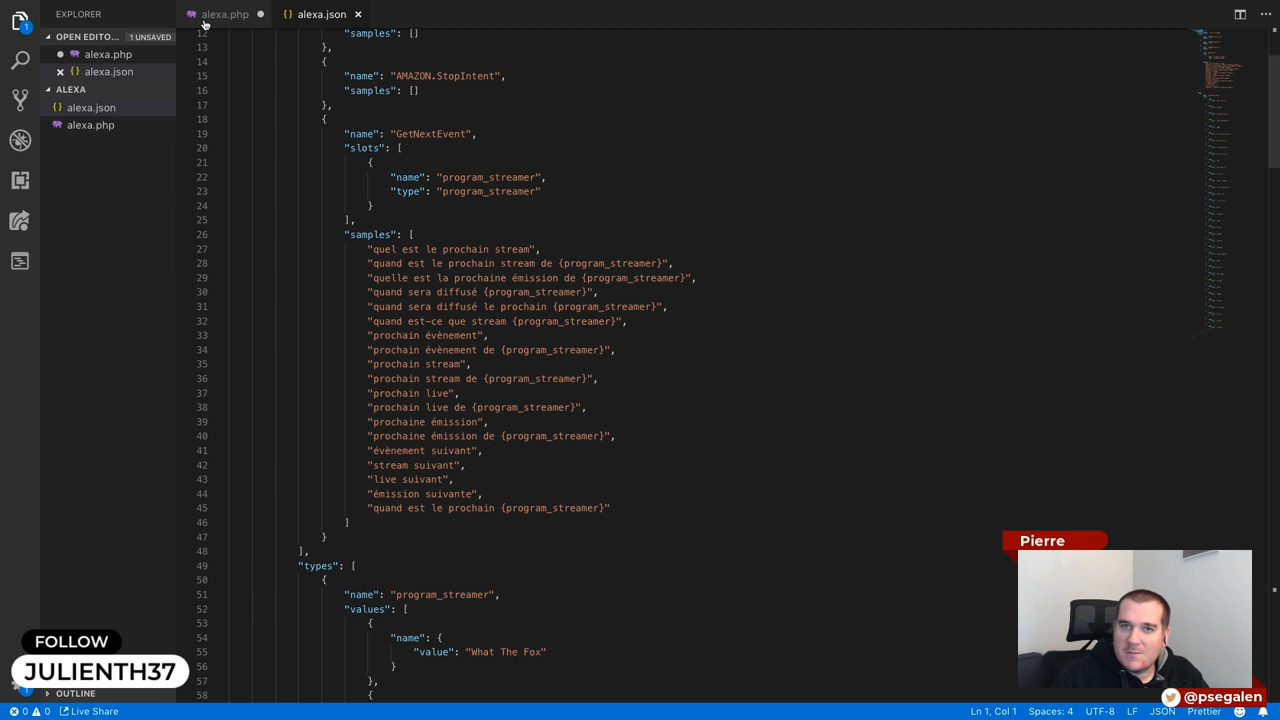 EXPLORER
alexa.php
{} alexa.json ×
OPEN EDITO... 1 UNSAVED
alexa.php
× {} alexa.json
ALEXA
{} alexa.json
alexa.php
OUTLINE
12 "samples": []
13 },
14 {
15 "name": "AMAZON.StopIntent",
16 "samples": []
17 },
18 {
19 "name": "GetNextEvent",
20 "slots": [
21 {
22 "name": "program_streamer",
23 "type": "program_streamer"
24 }
25 ],
26 "samples": [
27 "quel est le prochain stream",
28 "quand est le prochain stream de {program_streamer}",
29 "quelle est la prochaine émission de {program_streamer}",
30 "quand sera diffusé {program_streamer}",
31 "quand sera diffusé le prochain {program_streamer}",
32 "quand est-ce que stream {program_streamer}",
33 "prochain évènement",
34 "prochain évènement de {program_streamer}",
35 "prochain stream",
36 "prochain stream de {program_streamer}",
37 "prochain live",
38 "prochain live de {program_streamer}",
39 "prochaine émission",
40 "prochaine émission de {program_streamer}",
41 "évènement suivant",
42 "stream suivant",
43 "live suivant",
44 "émission suivante",
45 "quand est le prochain {program_streamer}"
46 ]
47 }
48 ],
49 "types": [
50 {
51 "name": "program_streamer",
52 "values": [
53 {
54 "name": {
55 "value": "What The Fox"
56 }
57 },
58 {
Pierre
@psegalen
FOLLOW
JULIENTH37
0 0 Live Share
Ln 1, Col 1 Spaces: 4 UTF-8 LF JSON Prettier